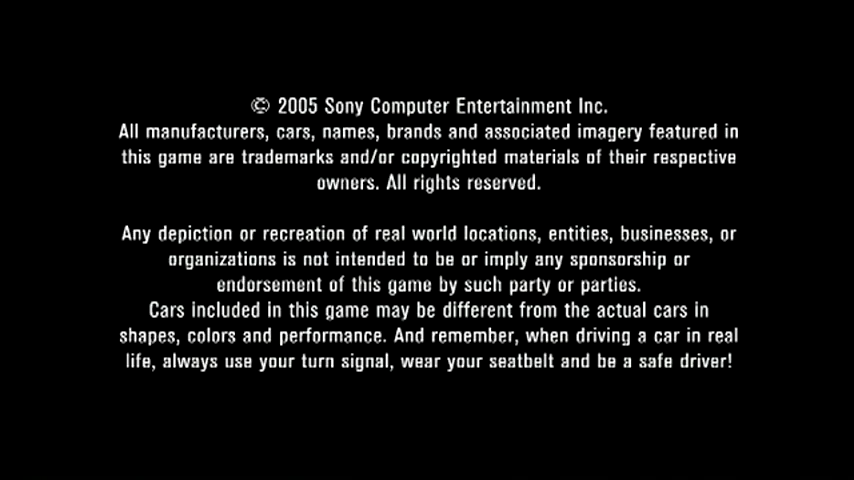 © 2005 Sony Computer Entertainment Inc.
All manufacturers, cars, names, brands and associated imagery featured in
this game are trademarks and/or copyrighted materials of their respective
owners. All rights reserved.
Any depiction or recreation of real world locations, entities, businesses, or
organizations is not intended to be or imply any sponsorship or
endorsement of this game by such party or parties.
Cars included in this game may be different from the actual cars in
shapes, colors and performance. And remember, when driving a car in real
life, always use your turn signal, wear your seatbelt and be a safe driver!